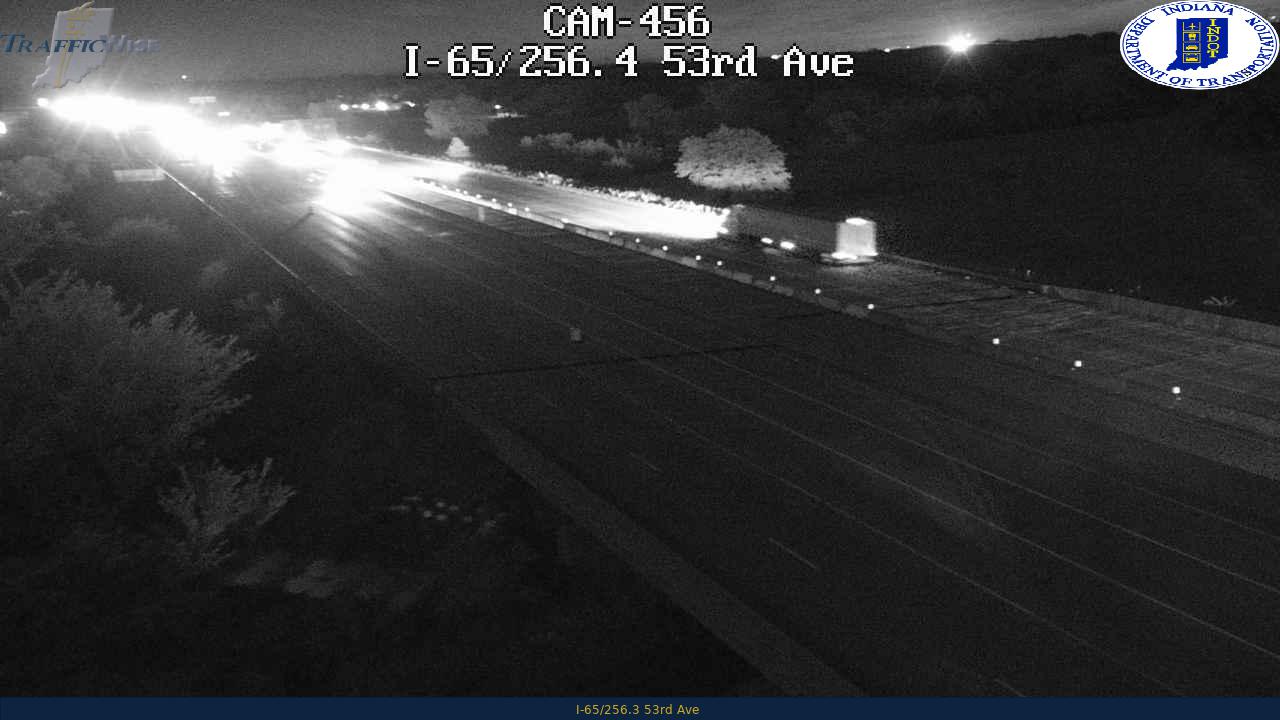 CAM-456
I-65/256.4 53rd Ave
TRAFFICWISE
INDIANA
DEPARTMENT OF TRANSPORTATION
INDOT
I-65/256.3 53rd Ave